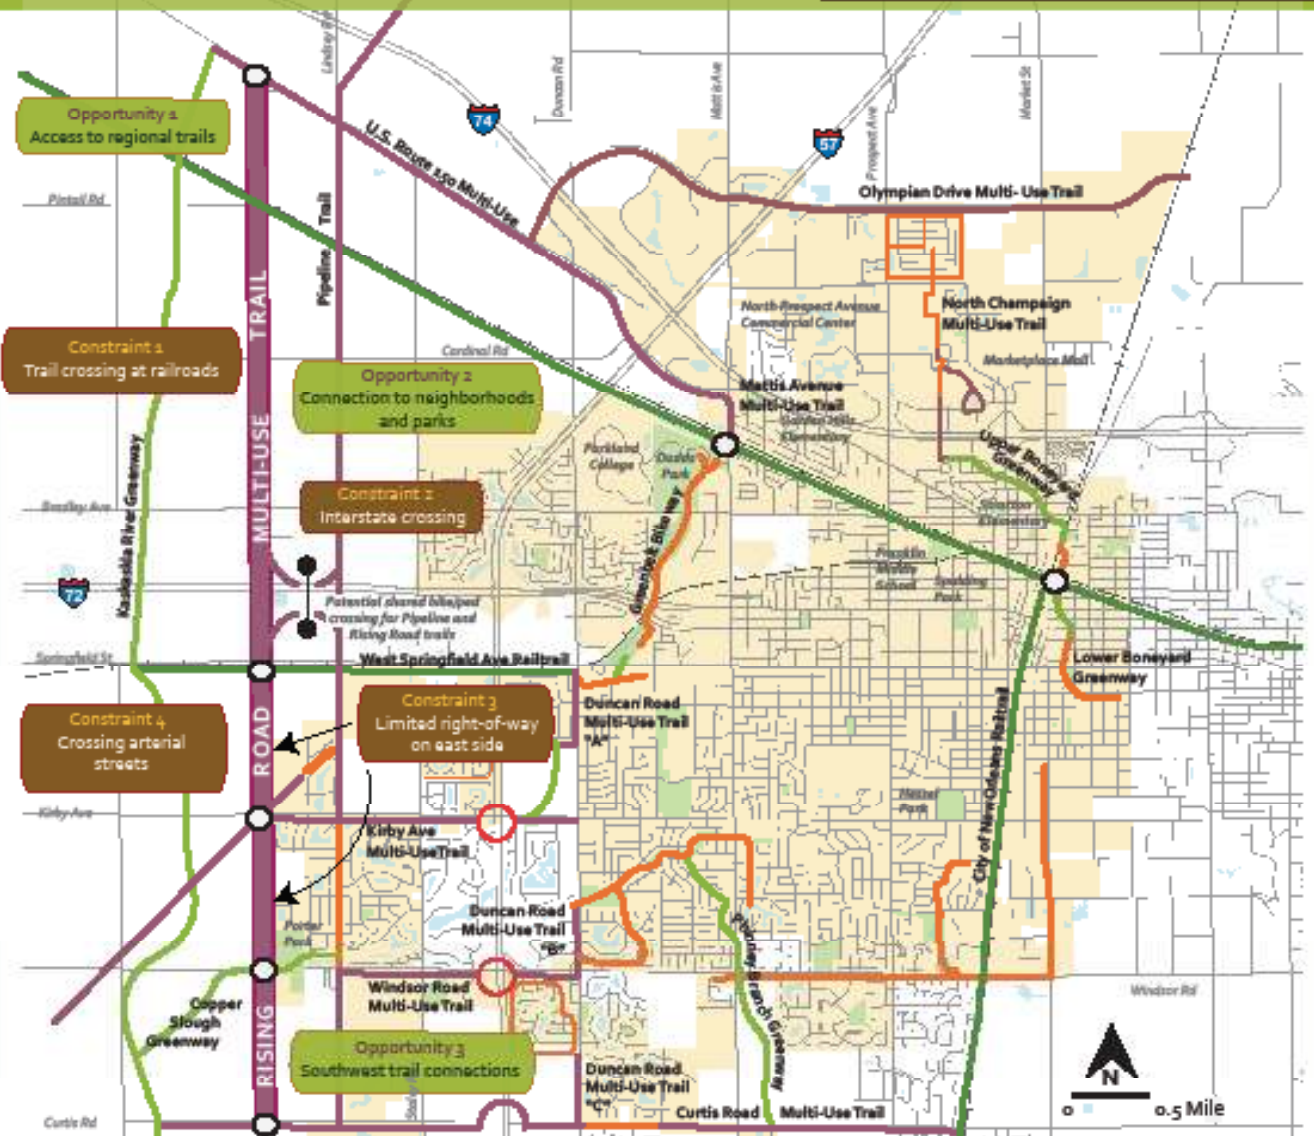 Lindsey Rd
Duncan Rd
Mattis Ave
Prospect Ave
Market St
74
57
Opportunity 1
Access to regional trails
U.S. Route 150 Multi-Use
Pintail Rd
Olympian Drive Multi- Use Trail
Pipeline Trail
North Prospect Avenue
Commercial Center
North Champaign
Multi-Use Trail
Constraint 1
Trail crossing at railroads
Cardinal Rd
Marketplace Mall
Opportunity 2
Connection to neighborhoods
and parks
Mattis Avenue
Multi-Use Trail
Elementary
Parkland
College
Dodds
Park
Upper Boneyard
Greenway
Kaskaskia River Greenway
Constraint 2
Interstate crossing
Bradley Ave
Greenbelt Bikeway
Elementary
Franklin
Middle
School
Spalding
Park
72
Potential shared bike/ped
crossing for Pipeline and
Rising Road trails
Springfield St
West Springfield Ave Railtrail
Lower Boneyard
Greenway
Constraint 3
Limited right-of-way
on east side
Duncan Road
Multi-Use Trail
"A"
Constraint 4
Crossing arterial
streets
RISING ROAD MULTI-USE TRAIL
City of New Orleans Railtrail
Hessel
Park
Kirby Ave
Kirby Ave
Multi-UseTrail
Duncan Road
Multi-Use Trail
"B"
Porter
Park
Phinney Branch Greenway
Windsor Road
Multi-Use Trail
Windsor Rd
Copper
Slough
Greenway
Opportunity 3
Southwest trail connections
Duncan Road
Multi-Use Trail
"C"
Curtis Rd
Curtis Road Multi-Use Trail
N
0 0.5 Mile